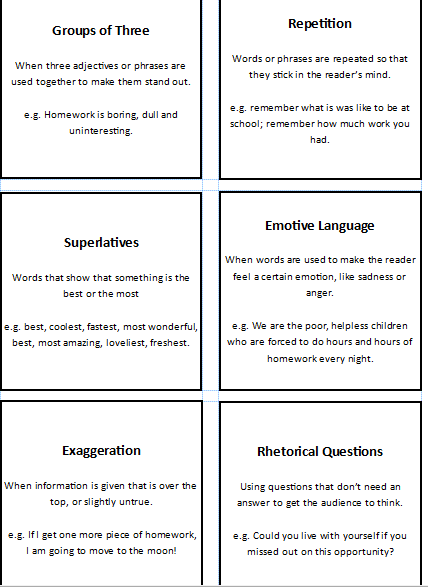 Groups of Three
When three adjectives or phrases are
used together to make them stand out.
e.g. Homework is boring, dull and
uninteresting.
Repetition
Words or phrases are repeated so that
they stick in the reader's mind.
e.g. remember what is was like to be at
school; remember how much work you
had.
Superlatives
Words that show that something is the
best or the most
e.g. best, coolest, fastest, most wonderful,
best, most amazing, loveliest, freshest.
Emotive Language
When words are used to make the reader
feel a certain emotion, like sadness or
anger.
e.g. We are the poor, helpless children
who are forced to do hours and hours of
homework every night.
Exaggeration
When information is given that is over the
top, or slightly untrue.
e.g. If I get one more piece of homework,
I am going to move to the moon!
Rhetorical Questions
Using questions that don't need an
answer to get the audience to think.
e.g. Could you live with yourself if you
missed out on this opportunity?